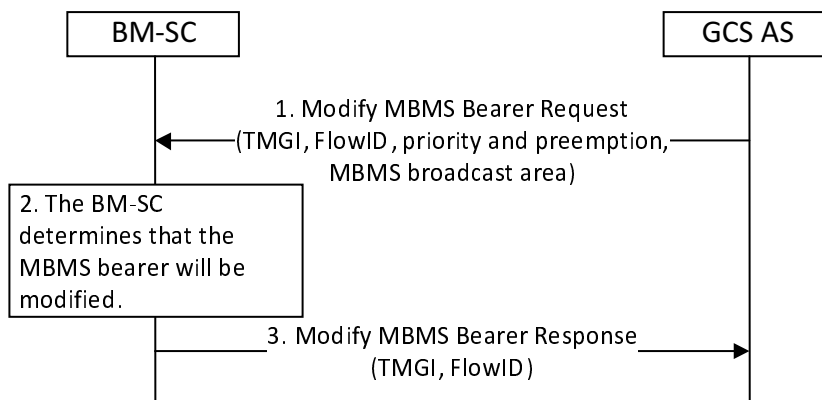 BM-SC
GCS AS
1. Modify MBMS Bearer Request
(TMGI, FlowID, priority and preemption,
MBMS broadcast area)
2. The BM-SC
determines that the
MBMS bearer will be
modified.
3. Modify MBMS Bearer Response
(TMGI, FlowID)